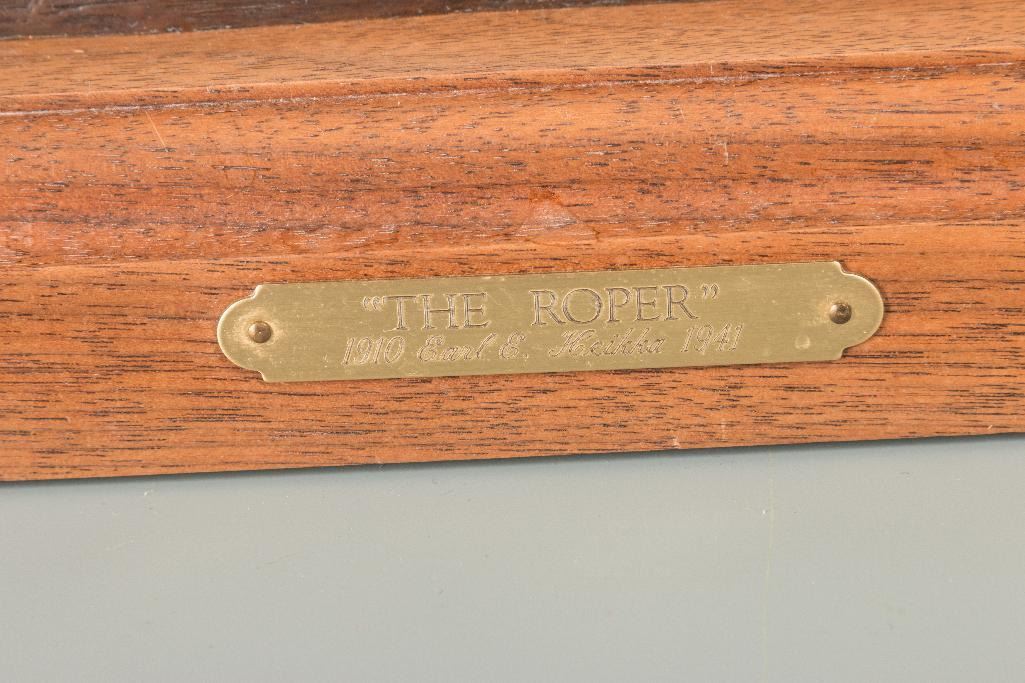 “THE ROPER”
1910 Earl E. Heikka 1941